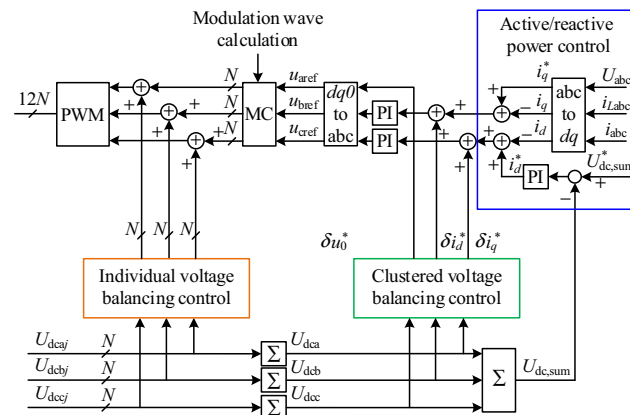 Modulation wave
calculation
Active/reactive
power control
12N
PWM
N
N
N
MC
u_aref
u_bref
u_cref
dq0
to
abc
PI
PI
i_q^*
i_q
i_d
i_d^*
abc
to
dq
U_abc
i_Labc
i_abc
U_dc,sum^*
PI
N
N
N
δu_0^*
δi_d^*
δi_q^*
Individual voltage
balancing control
Clustered voltage
balancing control
U_dcaj
N
Σ
U_dca
U_dcbj
N
Σ
U_dcb
U_dccj
N
Σ
U_dcc
Σ
U_dc,sum